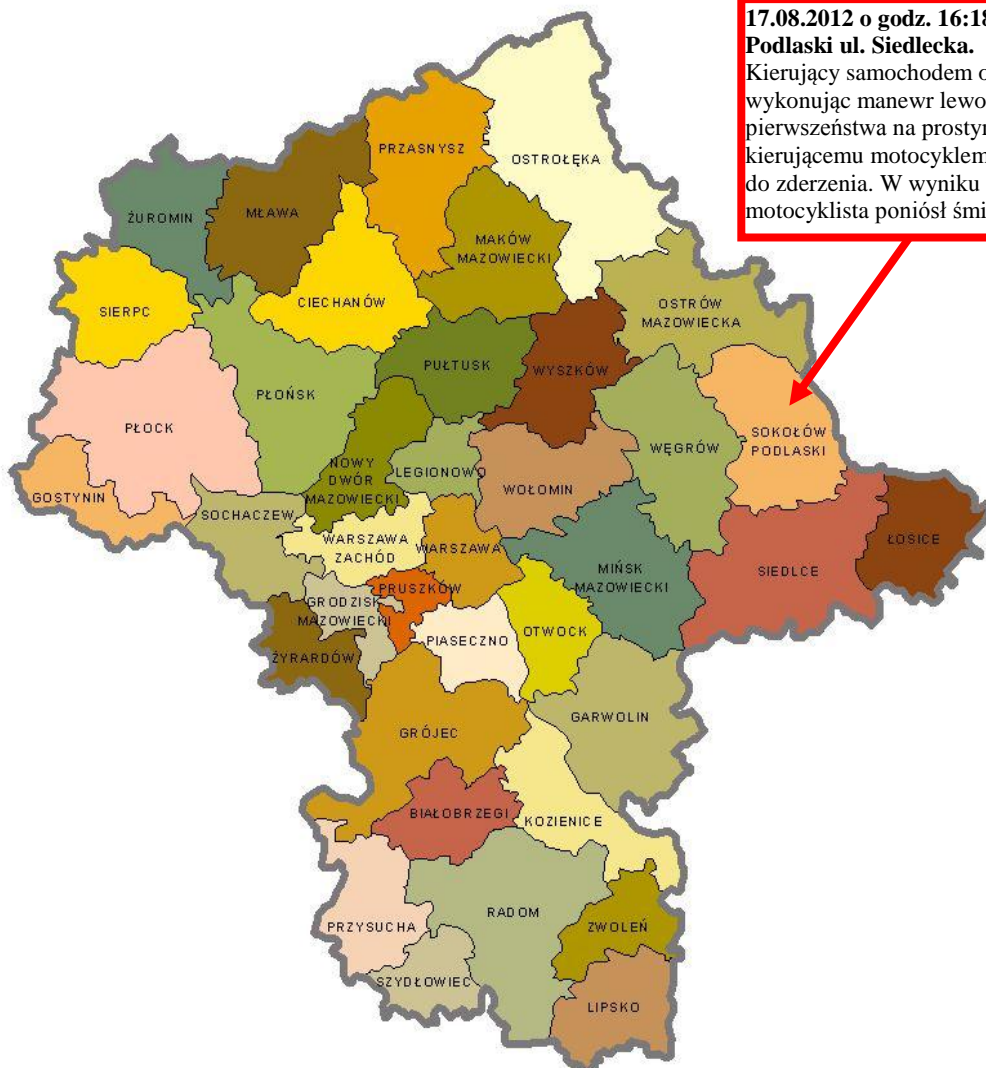 17.08.2012 o godz. 16:18
Podlaski ul. Siedlecka.
Kierujący samochodem o
wykonując manewr lewo
pierwszeństwa na prostym
kierującemu motocyklem
do zderzenia. W wyniku
motocyklista poniósł śmi
PRZASNYSZ
OSTROŁĘKA
ŻUROMIN
MŁAWA
MAKÓW
MAZOWIECKI
SIERPC
CIECHANÓW
OSTRÓW
MAZOWIECKA
PŁOŃSK
PUŁTUSK
WYSZKÓW
PŁOCK
SOKOŁÓW
PODLASKI
WĘGRÓW
NOWY
DWÓR
MAZOWIECKI
LEGIONOWO
WOŁOMIN
GOSTYNIN
SOCHACZEW
WARSZAWA
ZACHÓD
WARSZAWA
MIŃSK
MAZOWIECKI
SIEDLCE
ŁOSICE
PRUSZKÓW
GRODZISK
MAZOWIECKI
PIASECZNO
OTWOCK
ŻYRARDÓW
GARWOLIN
GRÓJEC
BIAŁOBRZEGI
KOZIENICE
RADOM
PRZYSUCHA
ZWOLEŃ
SZYDŁOWIEC
LIPSKO